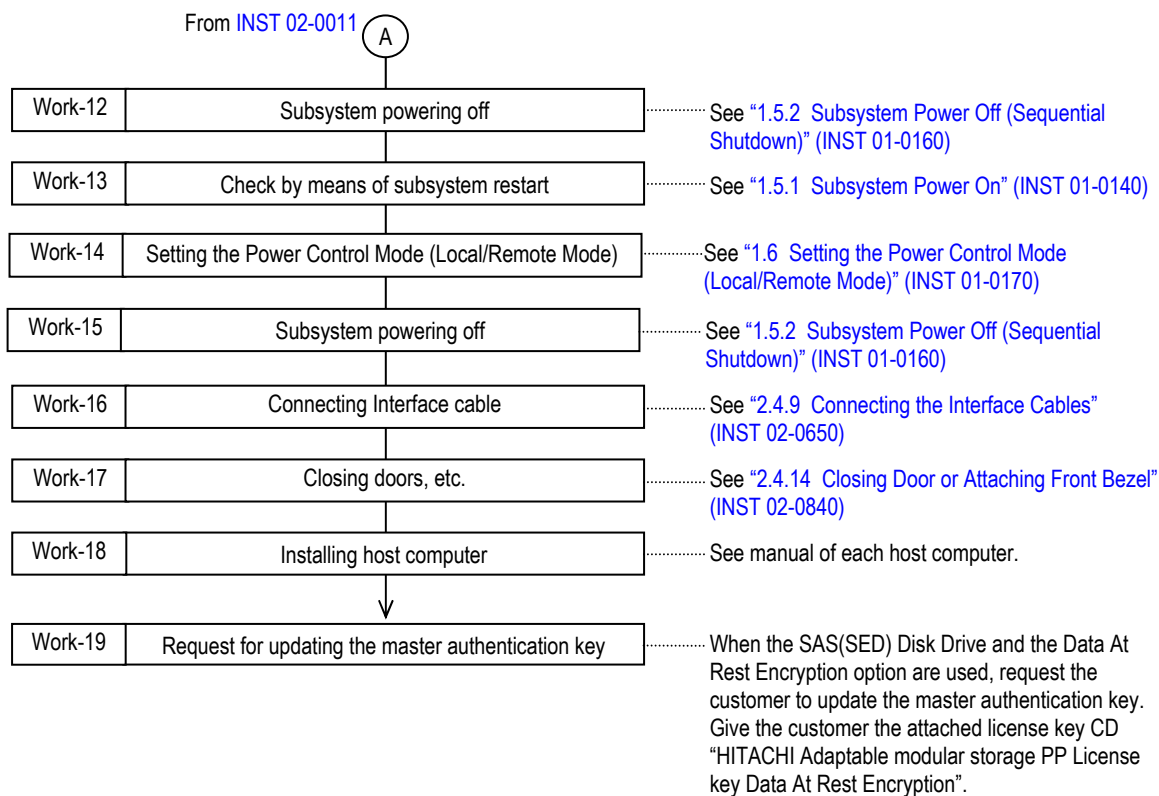 From INST 02-0011
A
Work-12 Subsystem powering off
See “1.5.2 Subsystem Power Off (Sequential
Shutdown)” (INST 01-0160)
Work-13 Check by means of subsystem restart
See “1.5.1 Subsystem Power On” (INST 01-0140)
Work-14 Setting the Power Control Mode (Local/Remote Mode)
See “1.6 Setting the Power Control Mode
(Local/Remote Mode)” (INST 01-0170)
Work-15 Subsystem powering off
See “1.5.2 Subsystem Power Off (Sequential
Shutdown)” (INST 01-0160)
Work-16 Connecting Interface cable
See “2.4.9 Connecting the Interface Cables”
(INST 02-0650)
Work-17 Closing doors, etc.
See “2.4.14 Closing Door or Attaching Front Bezel”
(INST 02-0840)
Work-18 Installing host computer
See manual of each host computer.
Work-19 Request for updating the master authentication key
When the SAS(SED) Disk Drive and the Data At
Rest Encryption option are used, request the
customer to update the master authentication key.
Give the customer the attached license key CD
“HITACHI Adaptable modular storage PP License
key Data At Rest Encryption”.